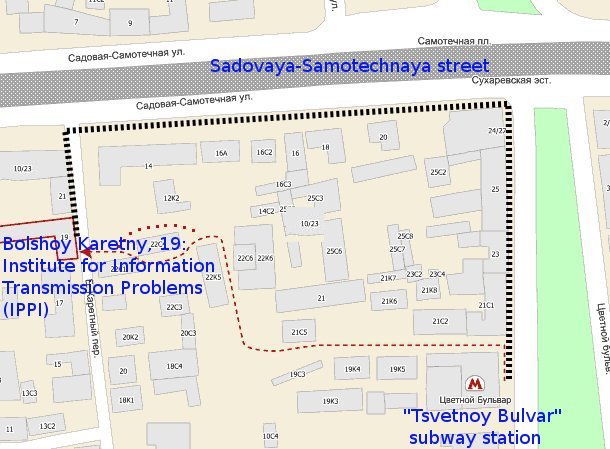 7
9
Садовая-Самотечная ул.
Самотечная пл.
Sadovaya-Samotechnaya street
Сухаревская эст.
Садовая-Самотечная ул.
24/22
10/23
14
16А
16С2
16
18
20
21
12К2
16С3
25С3
25С2
25
14С2
10/23
19
Bolshoy Karetny, 19:
Institute for Information
Transmission Problems
(IPPI)
22С6
22К6
25С6
25С8
25С7
23С2
23С4
23
22К5
21К7
21К8
21
21К6
21С1
17
22С3
21С2
20К2
20С3
21С5
Б. Каретный пер.
Цветной бульв.
15
20
18С4
19С3
19К4
19К5
13С3
18К1
19К3
Цветной Бульвар
"Tsvetnoy Bulvar"
subway station
11
13С2
10С4